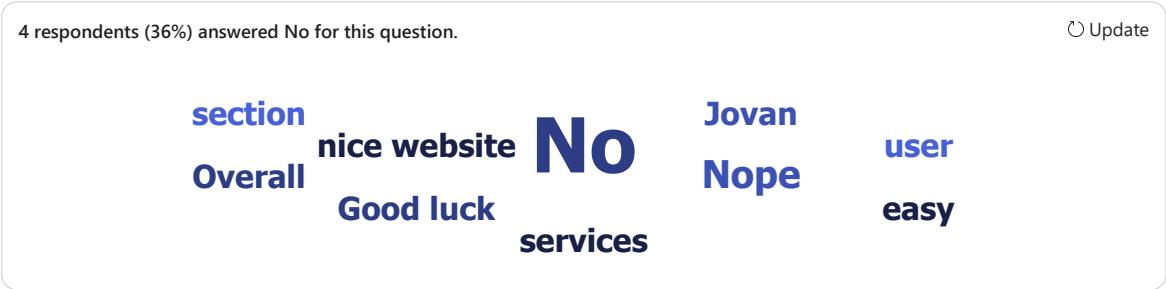 4 respondents (36%) answered No for this question.
Update
section
nice website
Overall
Good luck
No
services
Jovan
Nope
user
easy